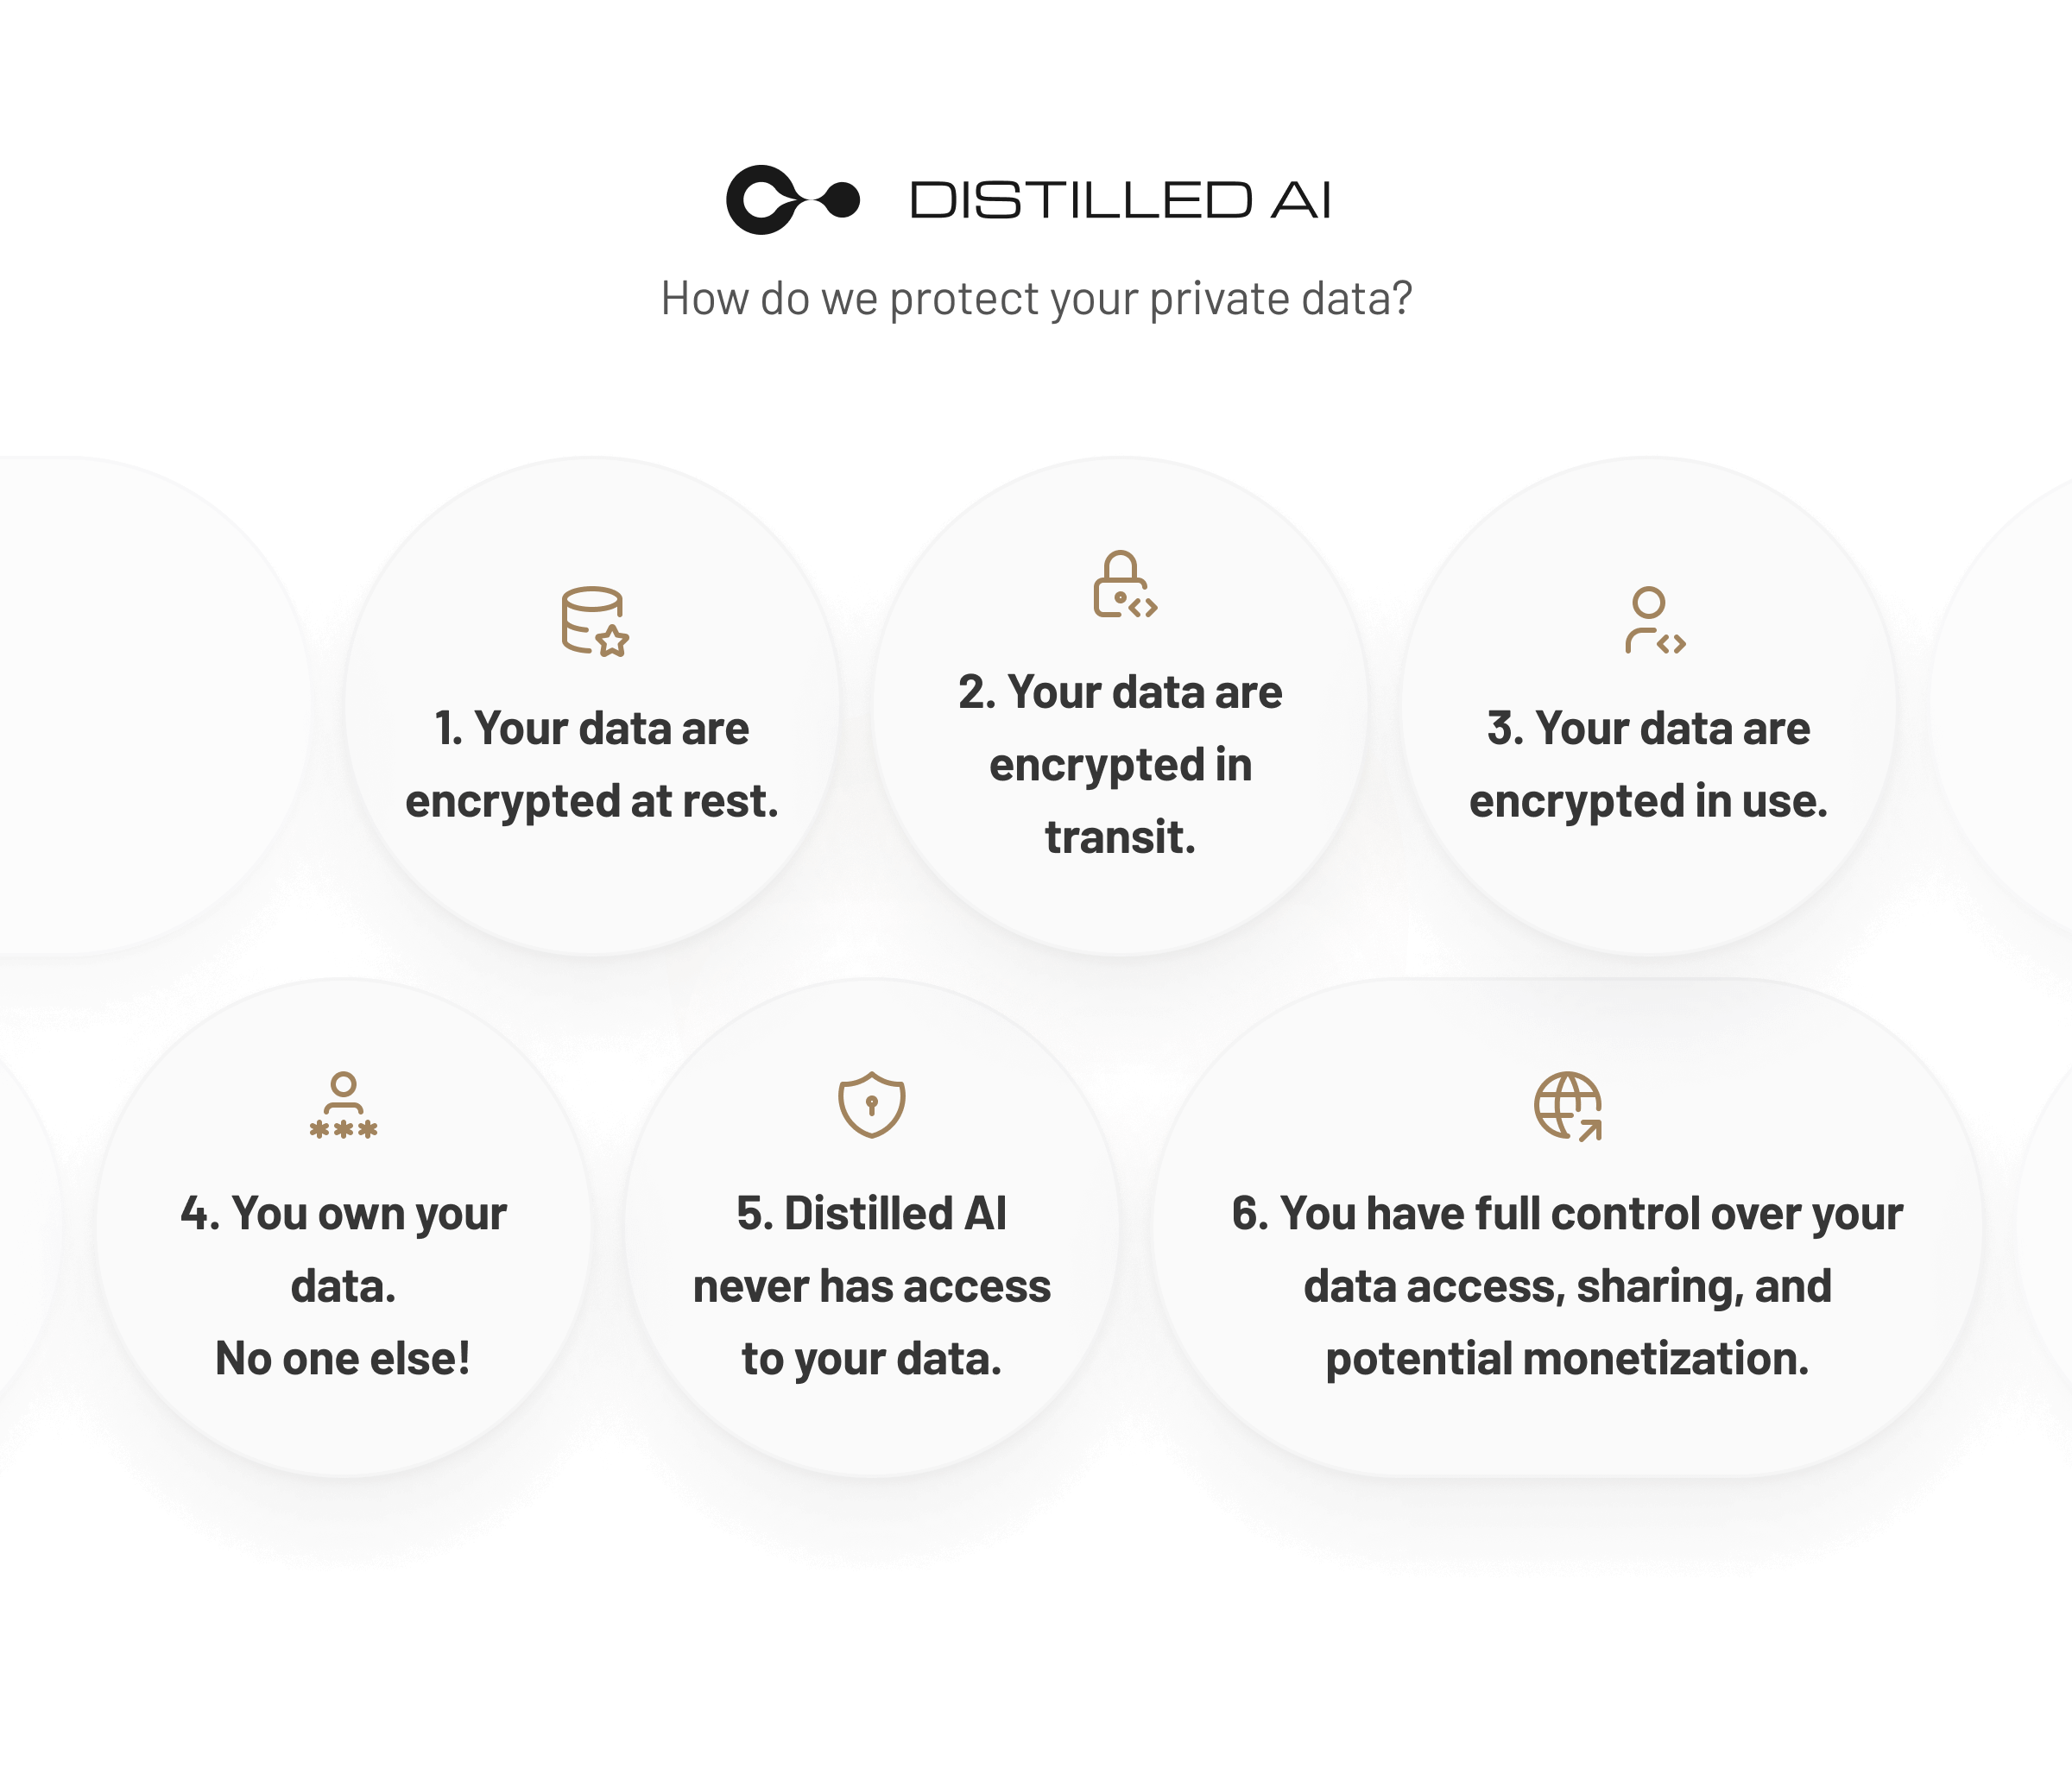 DISTILLED AI
How do we protect your private data?
1. Your data are
encrypted at rest.
2. Your data are
encrypted in
transit.
3. Your data are
encrypted in use.
4. You own your
data.
No one else!
5. Distilled AI
never has access
to your data.
6. You have full control over your
data access, sharing, and
potential monetization.